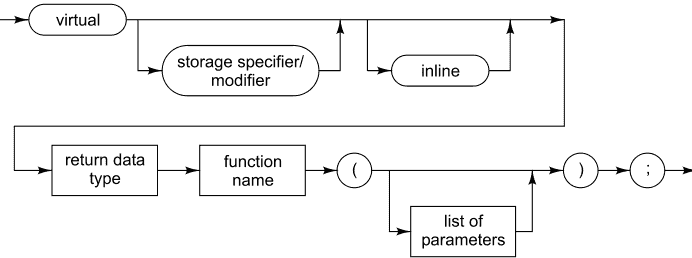 virtual
storage specifier/
modifier
inline
return data
type
function
name
(
list of
parameters
)
;